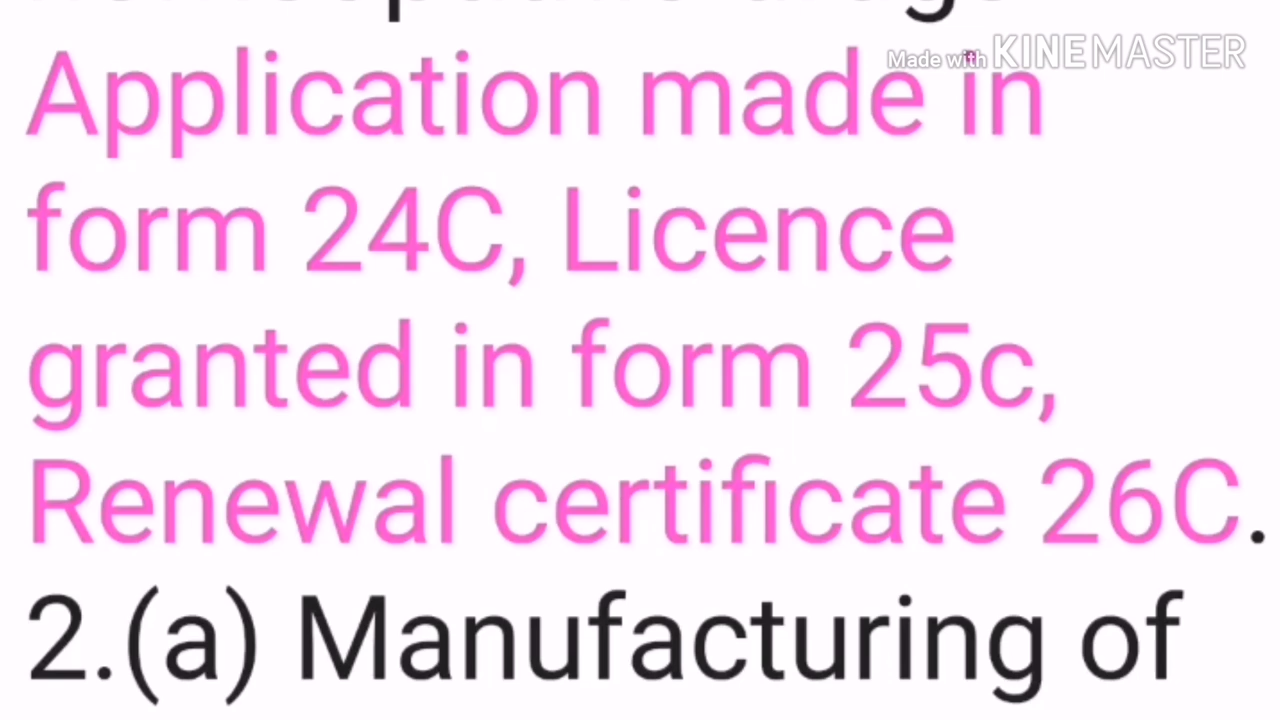 Made with KINEMASTER
Application made in
form 24C, Licence
granted in form 25c,
Renewal certificate 26C.
2.(a) Manufacturing of